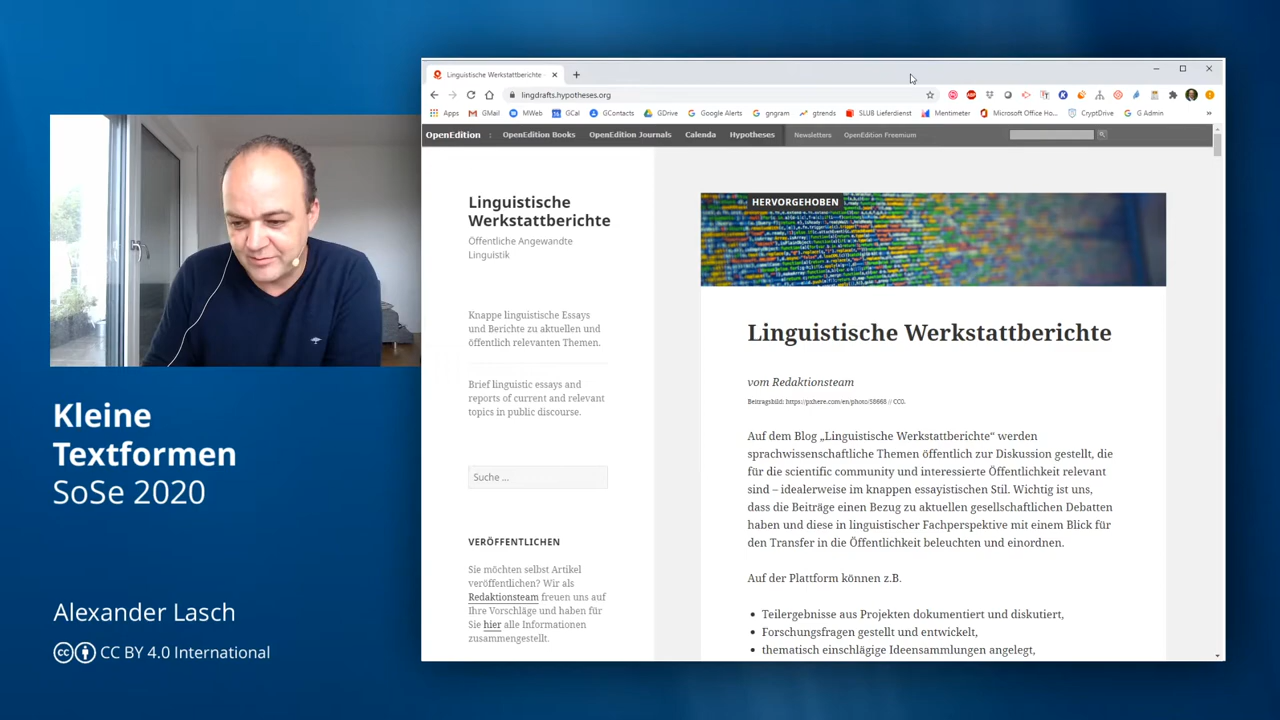 Linguistische Werkstattberichte
lingdrafts.hypotheses.org
Apps GMail MWeb GCalendar GContacts GDrive Google Alerts gngram gtrends SLUB Lieferdienst Mentimeter Microsoft Office Ho... CryptDrive G Admin »
OpenEdition : OpenEdition Books OpenEdition Journals Calenda Hypotheses Newsletters OpenEdition Freemium
Linguistische
Werkstattberichte
Öffentliche Angewandte
Linguistik
Knappe linguistische Essays
und Berichte zu aktuellen und
öffentlich relevanten Themen.
Brief linguistic essays and
reports of current and relevant
topics in public discourse.
Suche ...
VERÖFFENTLICHEN
Sie möchten selbst Artikel
veröffentlichen? Wir als
Redaktionsteam freuen uns auf
Ihre Vorschläge und haben für
Sie hier alle Informationen
zusammengestellt.
HERVORGEHOBEN
Linguistische Werkstattberichte
vom Redaktionsteam
Beitragsbild: https://pxhere.com/en/photo/58668 // CC0.
Auf dem Blog „Linguistische Werkstattberichte“ werden
sprachwissenschaftliche Themen öffentlich zur Diskussion gestellt, die
für die scientific community und interessierte Öffentlichkeit relevant
sind – idealerweise im knappen essayistischen Stil. Wichtig ist uns,
dass die Beiträge einen Bezug zu aktuellen gesellschaftlichen Debatten
haben und diese in linguistischer Fachperspektive mit einem Blick für
den Transfer in die Öffentlichkeit beleuchten und einordnen.
Auf der Plattform können z.B.
• Teilergebnisse aus Projekten dokumentiert und diskutiert,
• Forschungsfragen gestellt und entwickelt,
• thematisch einschlägige Ideensammlungen angelegt,
Kleine
Textformen
SoSe 2020
Alexander Lasch
CC BY 4.0 International